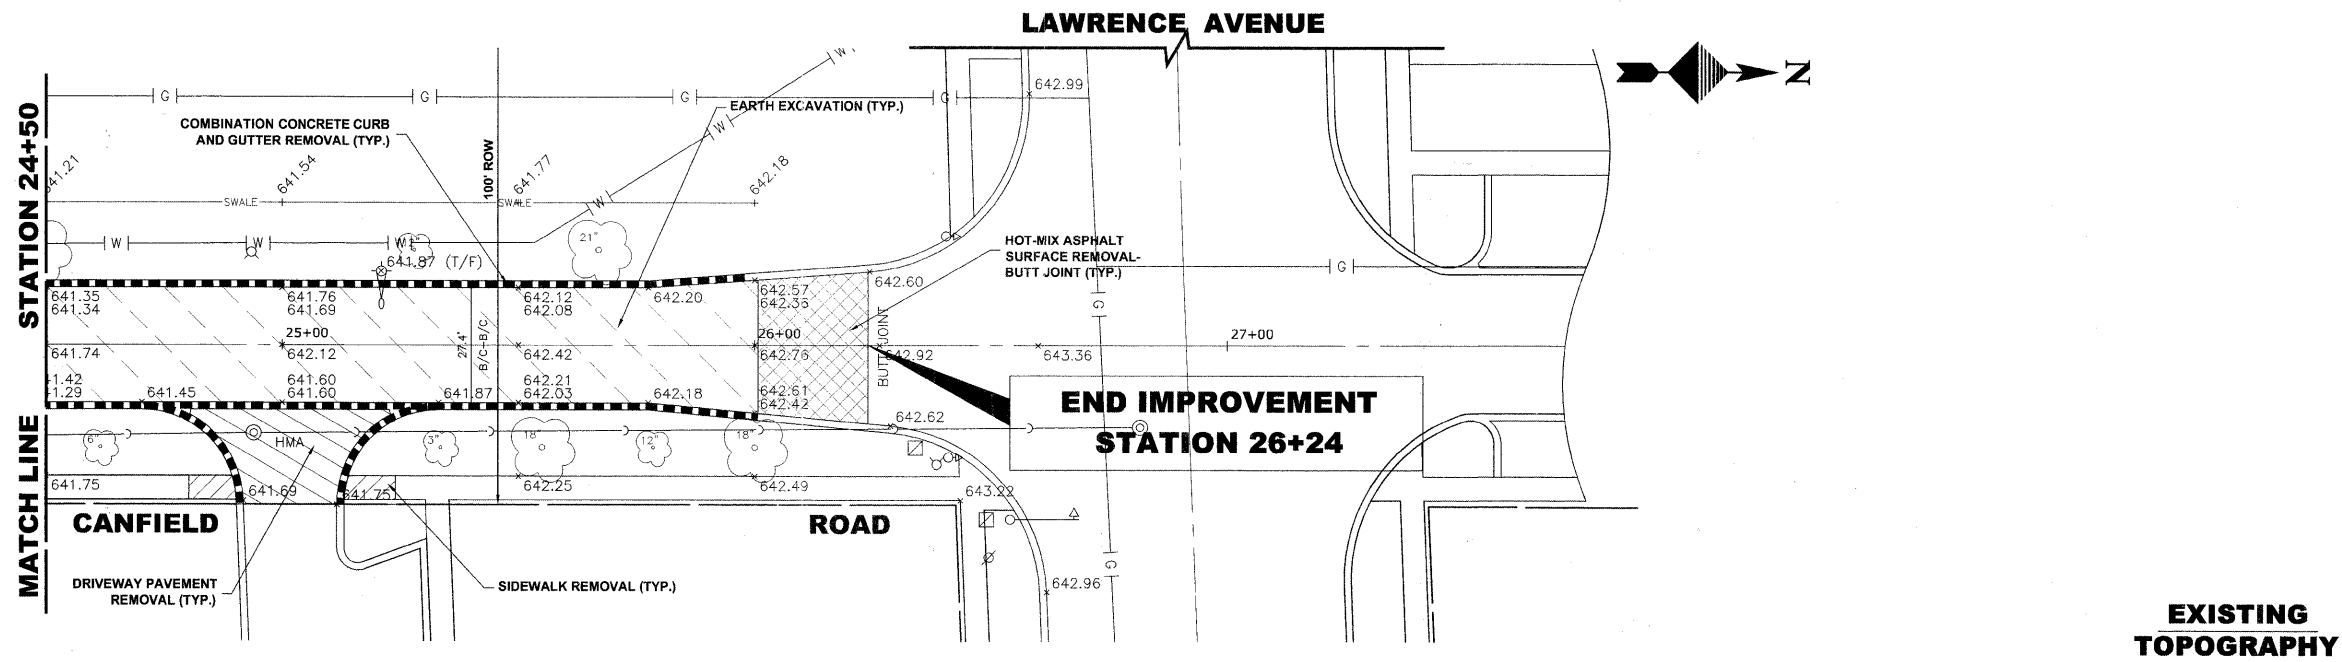 LAWRENCE AVENUE
N
G
G
G
G
642.99
W
EARTH EXCAVATION (TYP.)
COMBINATION CONCRETE CURB
AND GUTTER REMOVAL (TYP.)
W
STATION 24+50
641.21
641.54
100' ROW
641.77
642.18
SWALE
SWALE
W
W
W
W
21"
641.87 (T/F)
HOT-MIX ASPHALT
SURFACE REMOVAL-
BUTT JOINT (TYP.)
G
641.35
641.34
641.76
641.69
642.12
642.08
642.20
642.57
642.36
642.60
G
25+00
26+00
27+00
641.74
642.12
27.4'
B/C-B/C
642.42
642.76
BUTT JOINT
642.92
643.36
641.45
641.60
641.60
641.87
642.21
642.03
642.18
642.61
642.42
642.62
END IMPROVEMENT
STATION 26+24
MATCH LINE
6"
HMA
3"
18"
12"
18"
641.75
641.69
641.75
642.25
642.49
643.22
CANFIELD
ROAD
G
642.96
DRIVEWAY PAVEMENT
REMOVAL (TYP.)
SIDEWALK REMOVAL (TYP.)
EXISTING
TOPOGRAPHY